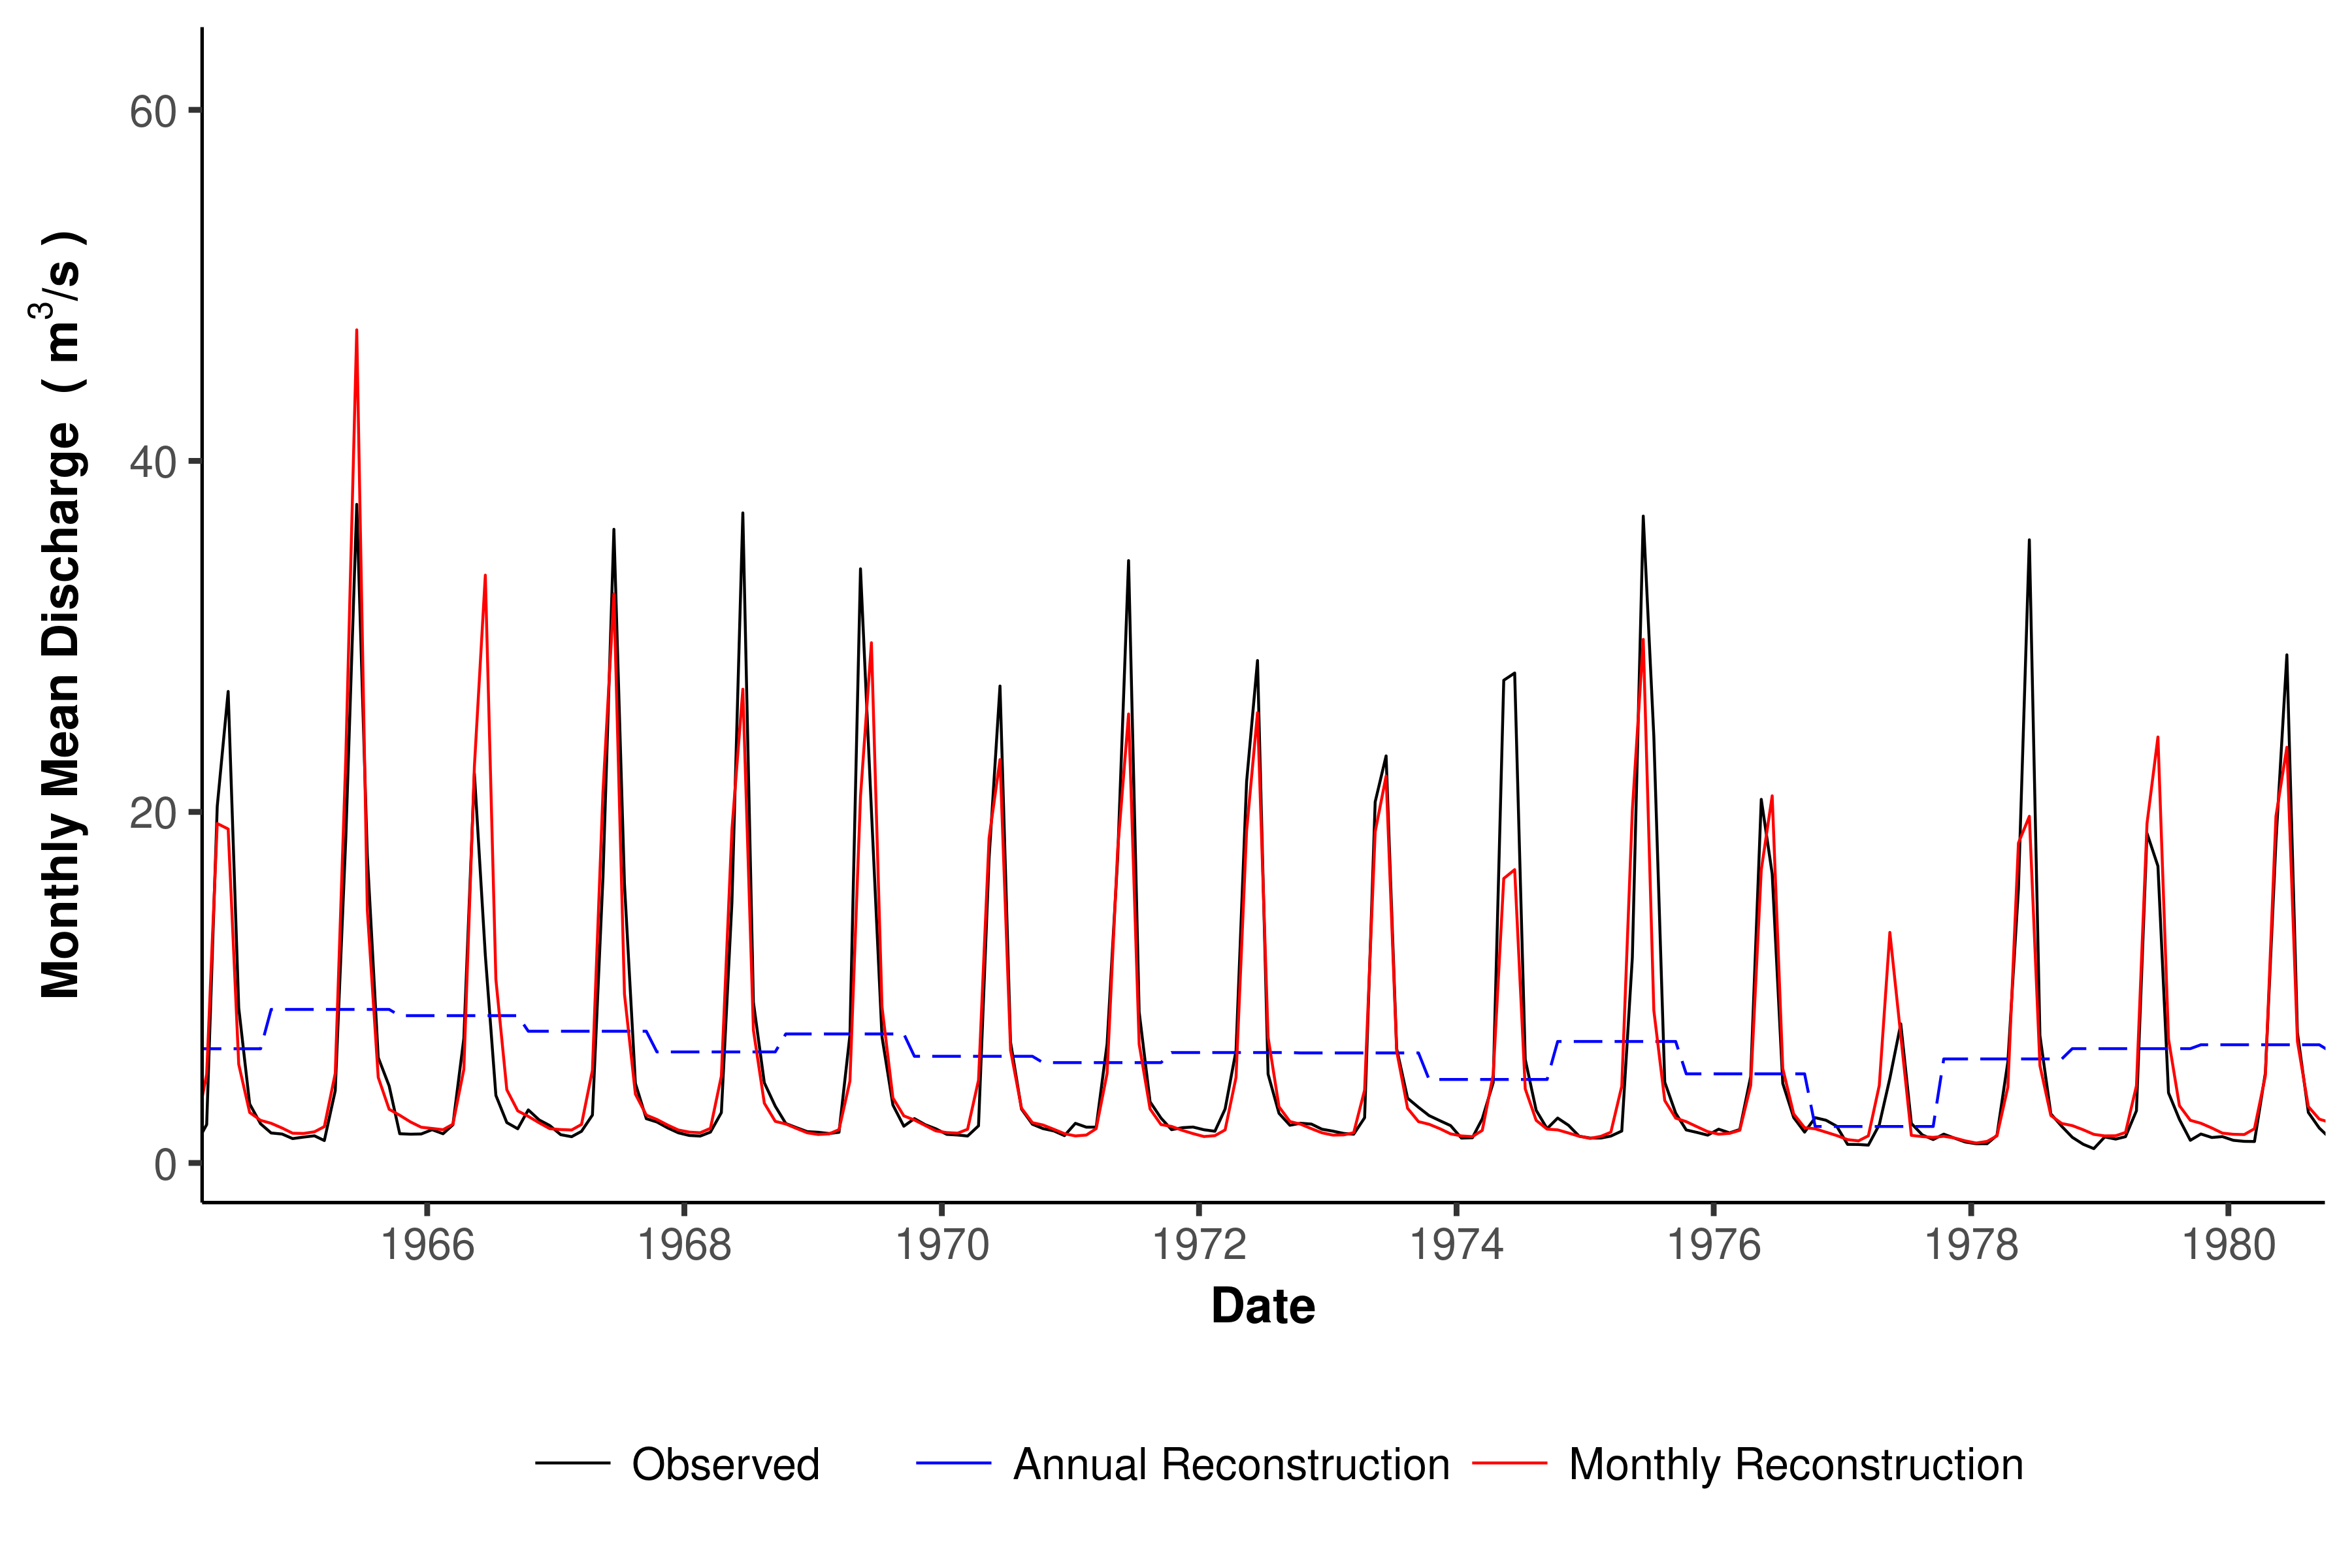 Monthly Mean Discharge ( m³/s )
60
40
20
0
1966 1968 1970 1972 1974 1976 1978 1980
Date
Observed Annual Reconstruction Monthly Reconstruction